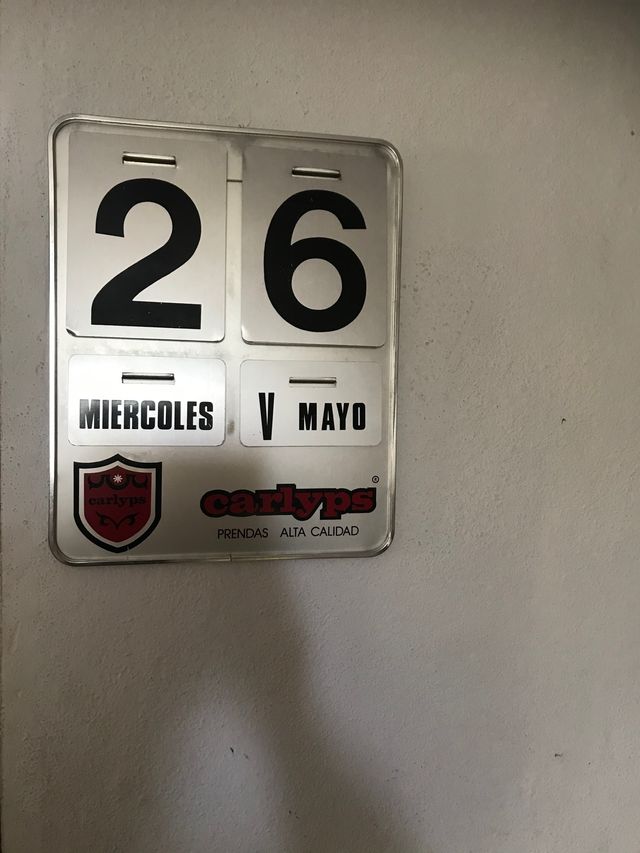 26
MIERCOLES V MAYO
carlyps carlyps®
PRENDAS ALTA CALIDAD